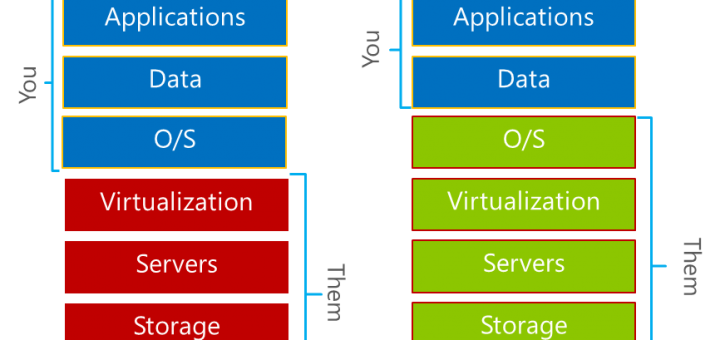 You
Applications
Data
O/S
Virtualization
Servers
Storage
Them
You
Applications
Data
O/S
Virtualization
Servers
Storage
Them